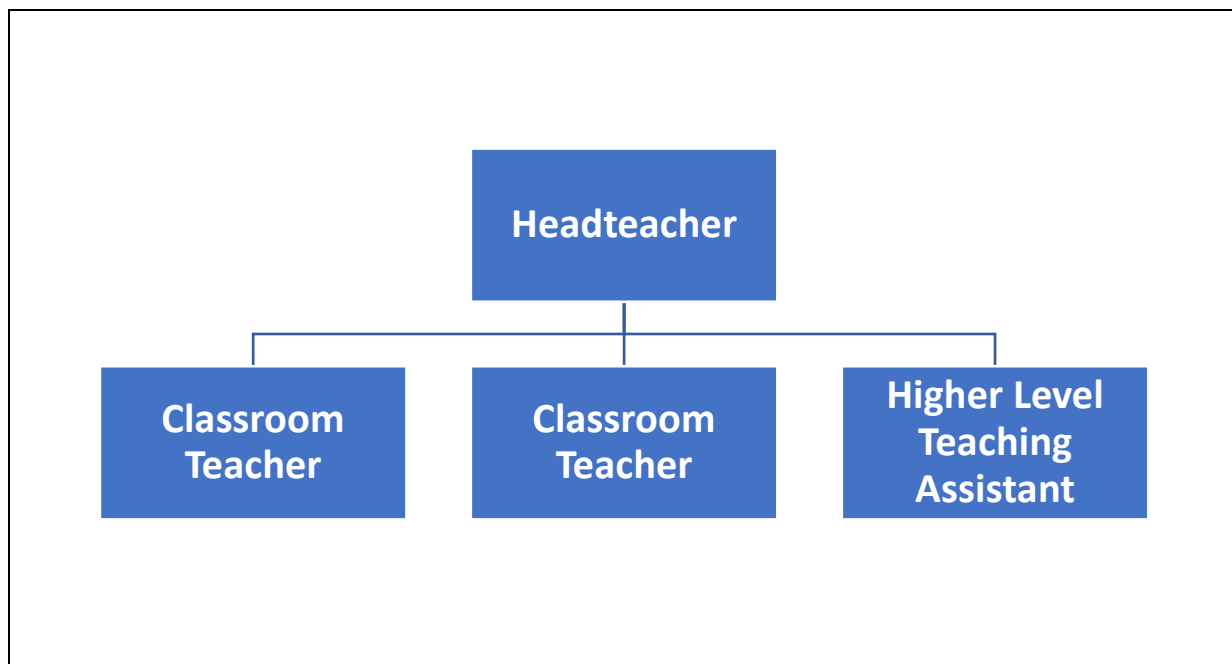 Headteacher
Classroom
Teacher
Classroom
Teacher
Higher Level
Teaching
Assistant